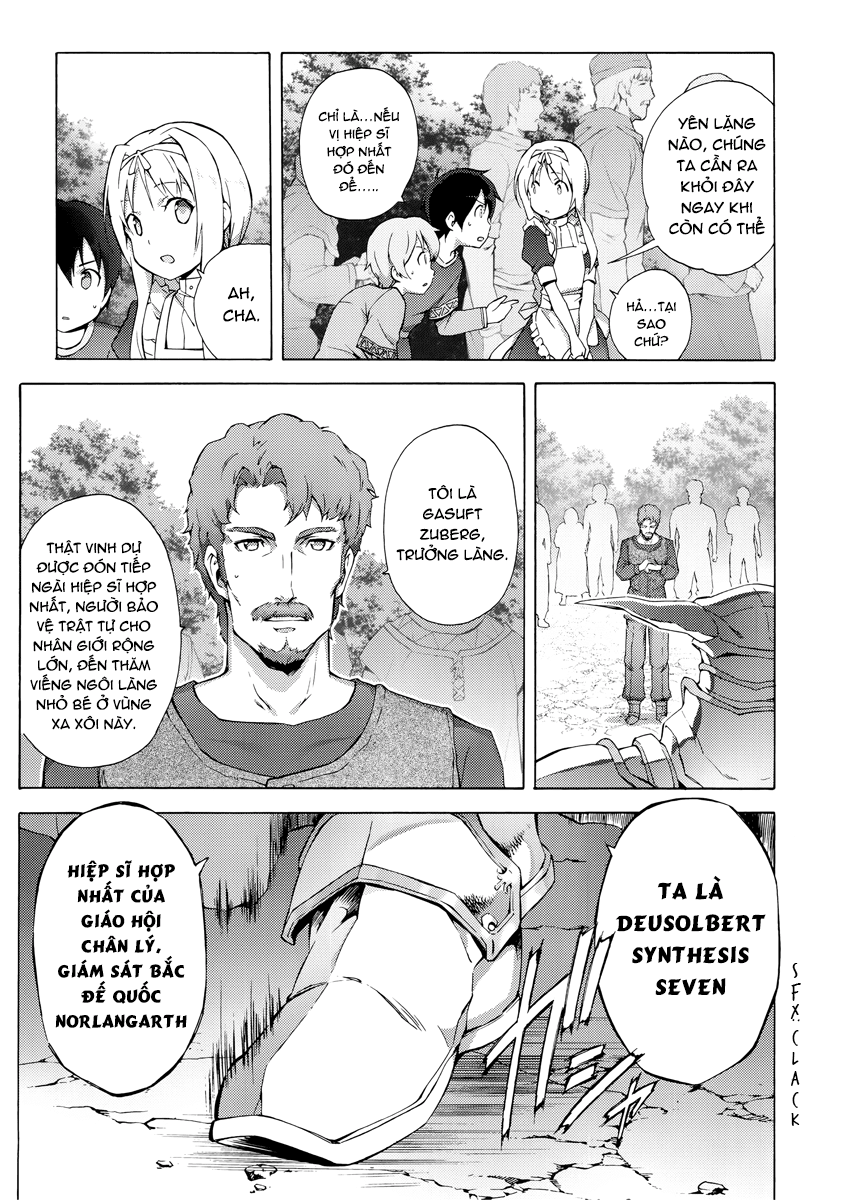 YÊN LẶNG
NÀO, CHÚNG
TA CẦN RA
KHỎI ĐÂY
NGAY KHI
CÒN CÓ THỂ
HẢ...TẠI
SAO
CHỨ?
CHỈ LÀ...NẾU
VỊ HIỆP SĨ
HỢP NHẤT
ĐÓ ĐẾN
ĐỂ.....
AH,
CHA.
TÔI LÀ
GASUFT
ZUBERG,
TRƯỞNG LÀNG.
THẬT VINH DỰ
ĐƯỢC ĐÓN TIẾP
NGÀI HIỆP SĨ HỢP
NHẤT, NGƯỜI BẢO
VỆ TRẬT TỰ CHO
NHÂN GIỚI RỘNG
LỚN, ĐẾN THĂM
VIẾNG NGÔI LÀNG
NHỎ BÉ Ở VÙNG
XA XÔI NÀY.
TA LÀ
DEUSOLBERT
SYNTHESIS
SEVEN
HIỆP SĨ HỢP
NHẤT CỦA
GIÁO HỘI
CHÂN LÝ,
GIÁM SÁT BẮC
ĐẾ QUỐC
NORLANGARTH
ガシャッ
SFX: CLACK